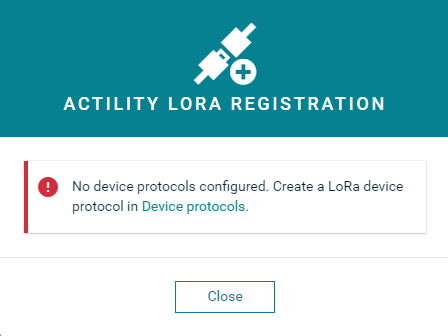 ACTILITY LORA REGISTRATION
No device protocols configured. Create a LoRa device
protocol in Device protocols.
Close